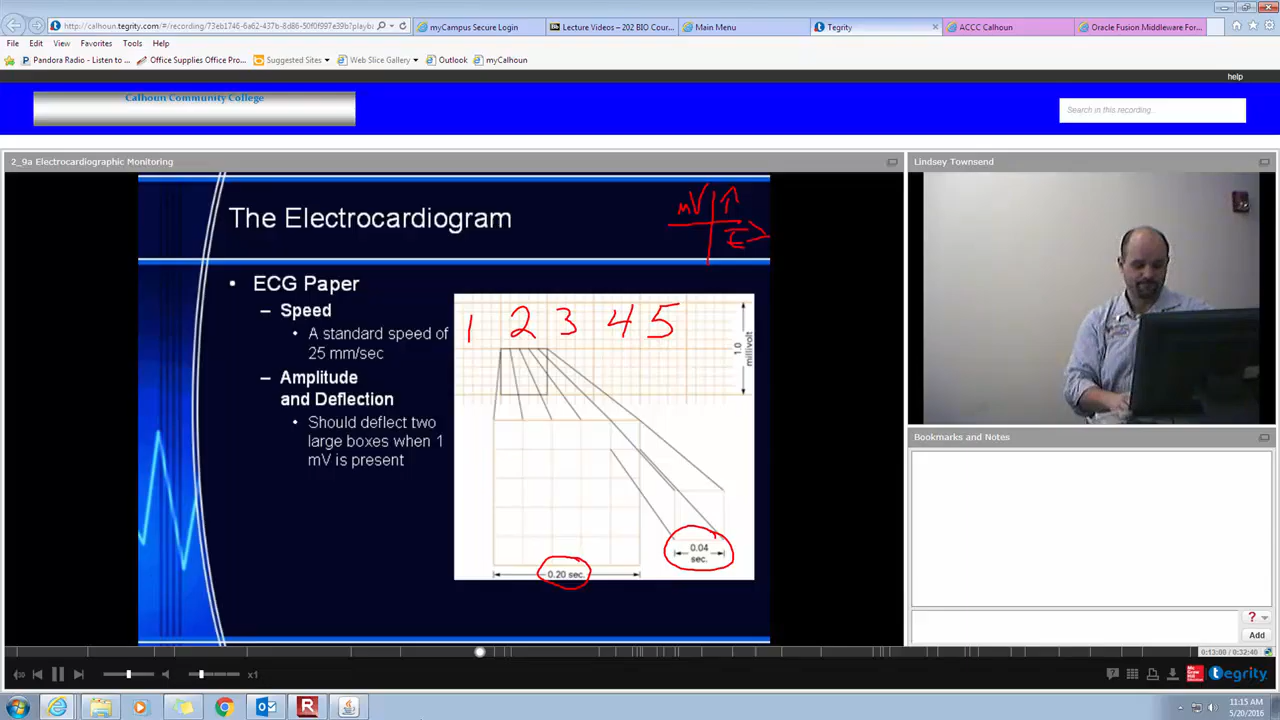 http://calhoun.tegrity.com/#/recording/73eb1746-6a62-437b-8d86-50f0f997e39b?playb
myCampus Secure Login
Lecture Videos – 202 BIO Cour...
Main Menu
Tegrity
ACCC Calhoun
Oracle Fusion Middleware For...
File Edit View Favorites Tools Help
Pandora Radio - Listen to ...
Office Supplies Office Pro...
Suggested Sites
Web Slice Gallery
Outlook
myCalhoun
help
Calhoun Community College
Search in this recording...
2_9a Electrocardiographic Monitoring
Lindsey Townsend
The Electrocardiogram
mV
• ECG Paper
– Speed
• A standard speed of
25 mm/sec
– Amplitude
and Deflection
• Should deflect two
large boxes when 1
mV is present
1 2 3 4 5
1.0
millivolt
0.04
sec.
0.20 sec.
Bookmarks and Notes
?
Add
0:13:00 / 0:32:40
x1
tegrity
11:15 AM
5/20/2016